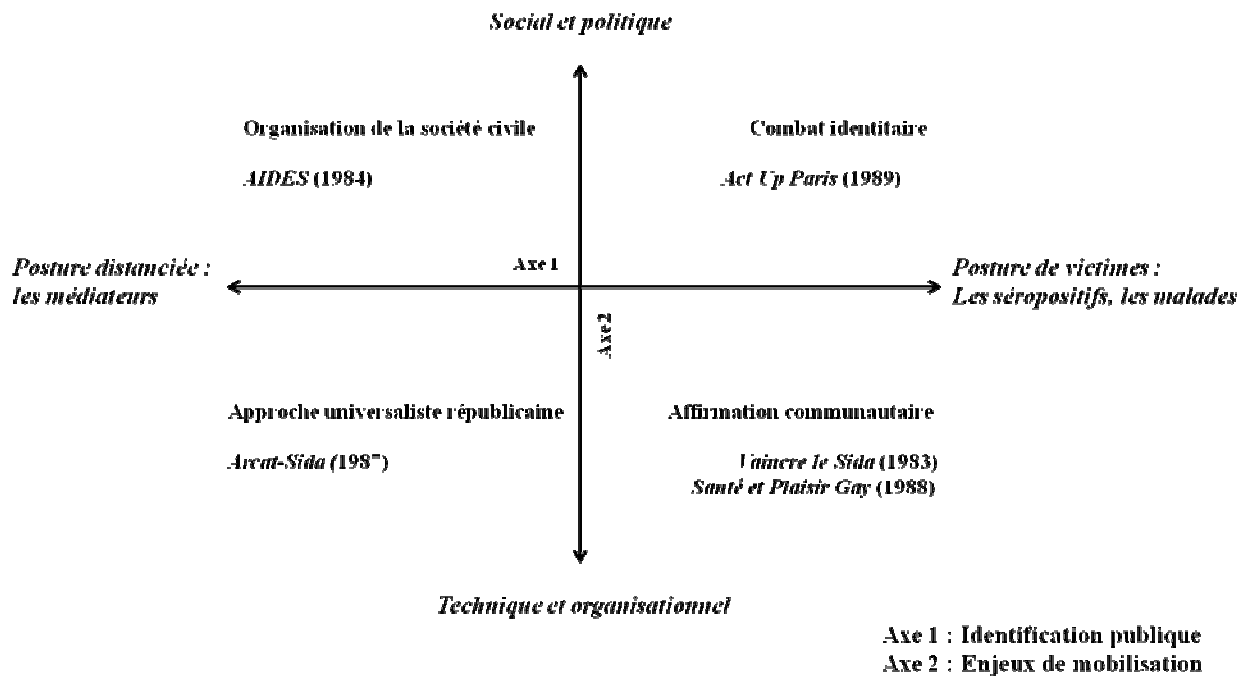 Social et politique
Organisation de la société civile
Combat identitaire
AIDES (1984)
Act Up Paris (1989)
Posture distanciée :
les médiateurs
Axe 1
Posture de victimes :
Les séropositifs, les malades
Axe 2
Approche universaliste républicaine
Affirmation communautaire
Arcat-Sida
Vaincre le Sida (1983)
Santé et Plaisir Gay (1988)
Technique et organisationnel
Axe 1 : Identification publique
Axe 2 : Enjeux de mobilisation